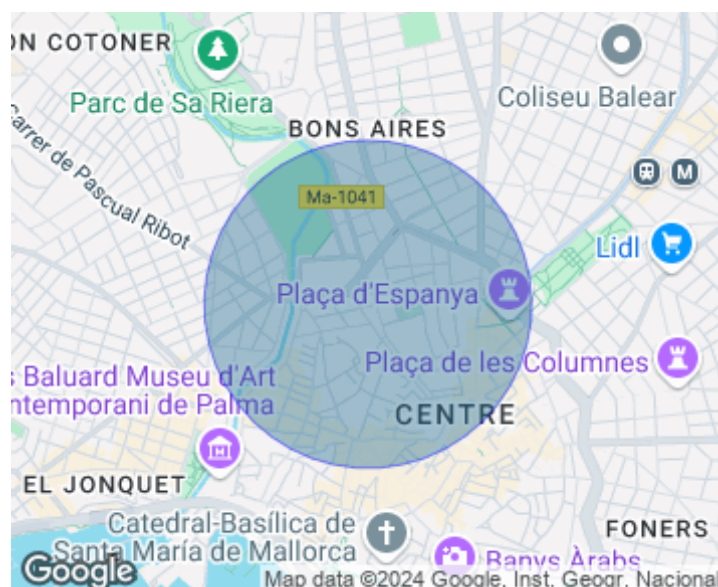 ON COTONER
Parc de Sa Riera
Coliseu Balear
BONS AIRES
Carrer de Pascual Ribot
Ma-1041
M
Lidl
Plaça d'Espanya
Plaça de les Columnes
s Baluard Museu d'Art
ntemporani de Palma
CENTRE
EL JONQUET
Catedral-Basílica de
Santa María de Mallorca
FONERS
Banys Àrabs
Google
Map data ©2024 Google, Inst. Geogr. Nacional